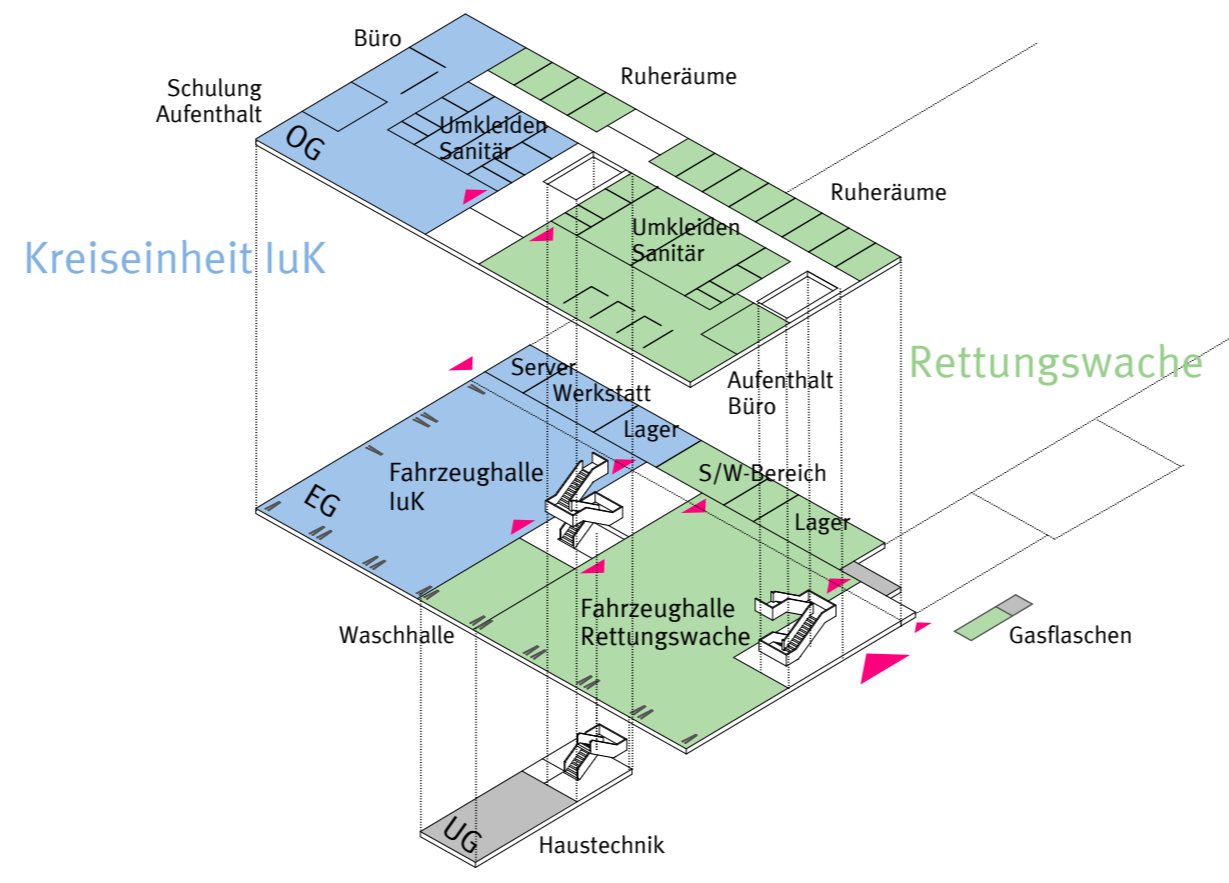 Büro
Schulung
Aufenthalt
OG
Umkleiden
Sanitär
Ruheräume
Ruheräume
Umkleiden
Sanitär
Kreiseinheit IuK
Rettungswache
Aufenthalt
Büro
Server
Werkstatt
Lager
Fahrzeughalle
IuK
EG
S/W-Bereich
Lager
Waschhalle
Fahrzeughalle
Rettungswache
Gasflaschen
UG
Haustechnik